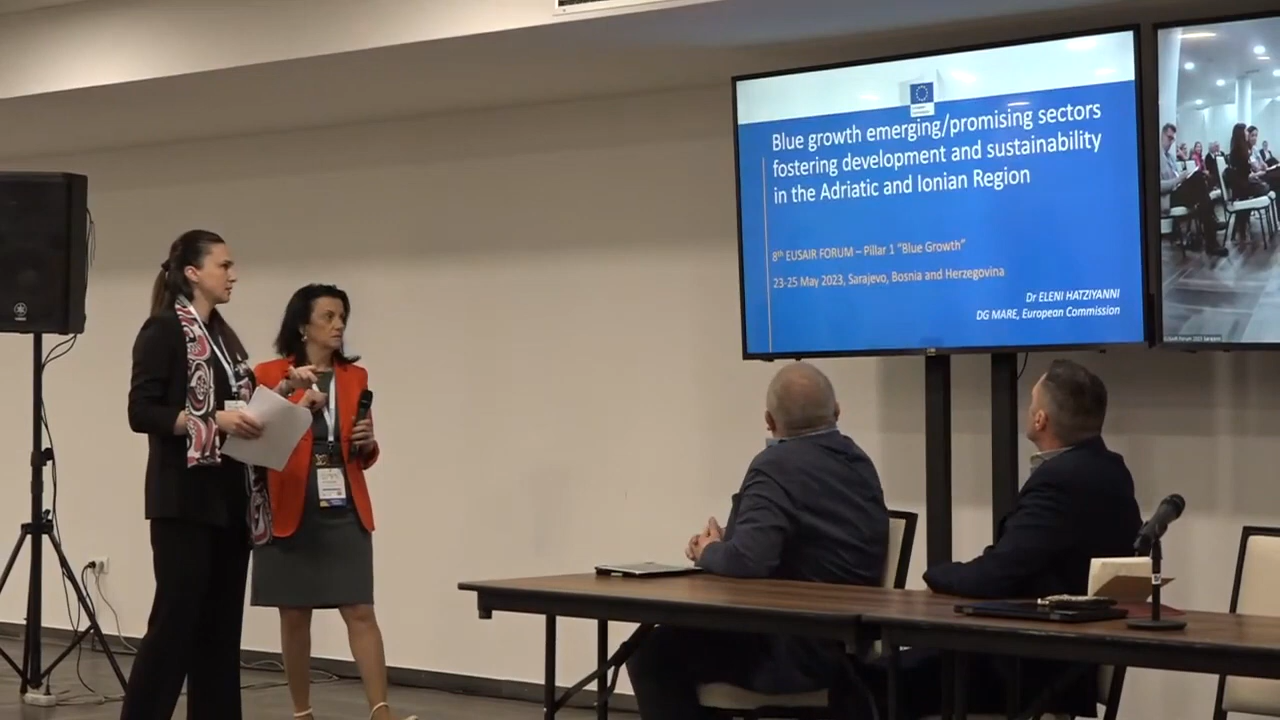 Blue growth emerging/promising sectors
fostering development and sustainability
in the Adriatic and Ionian Region
8th EUSAIR FORUM – Pillar 1 “Blue Growth”
23-25 May 2023, Sarajevo, Bosnia and Herzegovina
Dr ELENI HATZIYANNI
DG MARE, European Commission